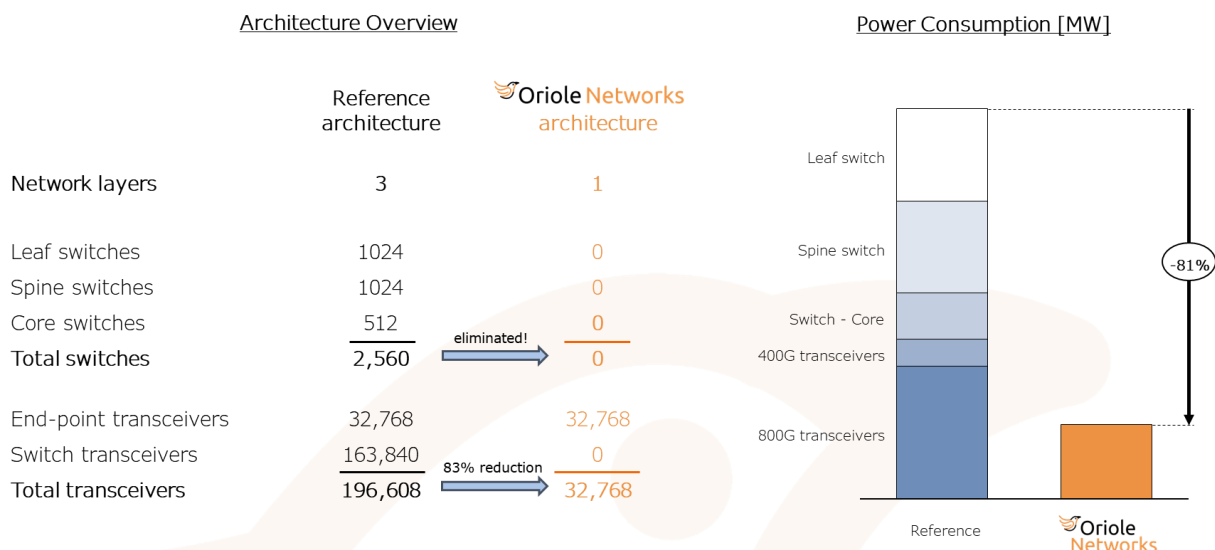 Architecture Overview
Power Consumption [MW]
Reference
architecture
Oriole Networks
architecture
Network layers 3 1
Leaf switches 1024 0
Spine switches 1024 0
Core switches 512 0
eliminated!
Total switches 2,560 0
End-point transceivers 32,768 32,768
Switch transceivers 163,840 0
83% reduction
Total transceivers 196,608 32,768
Leaf switch
Spine switch
Switch - Core
400G transceivers
800G transceivers
-81%
Reference
Oriole
Networks